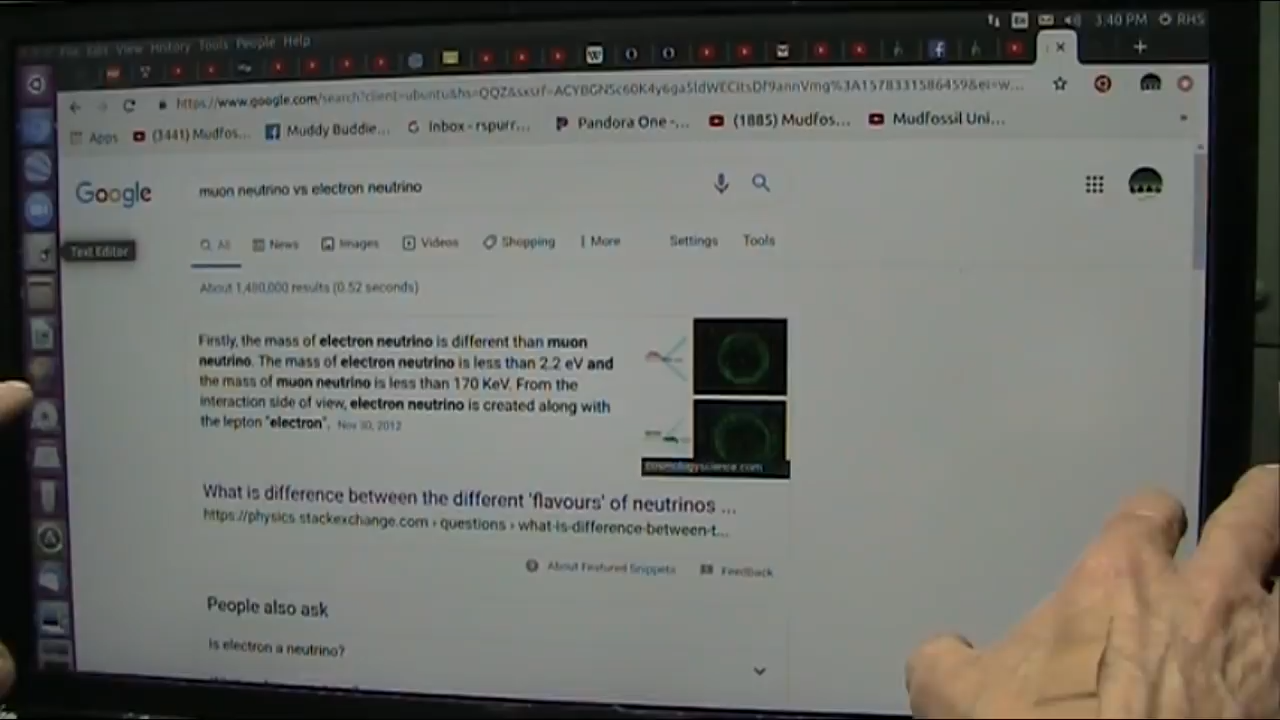 File Edit View History Tools People Help
En 3:40 PM RHS
https://www.google.com/search?client=ubuntu&hs=
Apps (3441) Mudfos... Muddy Buddie... Inbox - rspurr... Pandora One -... (1885) Mudfos... Mudfossil Uni... »
Google muon neutrino vs electron neutrino
Text Editor
All News Images Videos Shopping More Settings Tools
About 1,480,000 results (0.52 seconds)
Firstly, the mass of electron neutrino is different than muon
neutrino. The mass of electron neutrino is less than 2.2 eV and
the mass of muon neutrino is less than 170 KeV. From the
interaction side of view, electron neutrino is created along with
the lepton "electron". Nov 30, 2012
cosmologyscience.com
What is difference between the different 'flavours' of neutrinos ...
https://physics.stackexchange.com › questions › what-is-difference-between-t...
About Featured Snippets Feedback
People also ask
Is electron a neutrino?